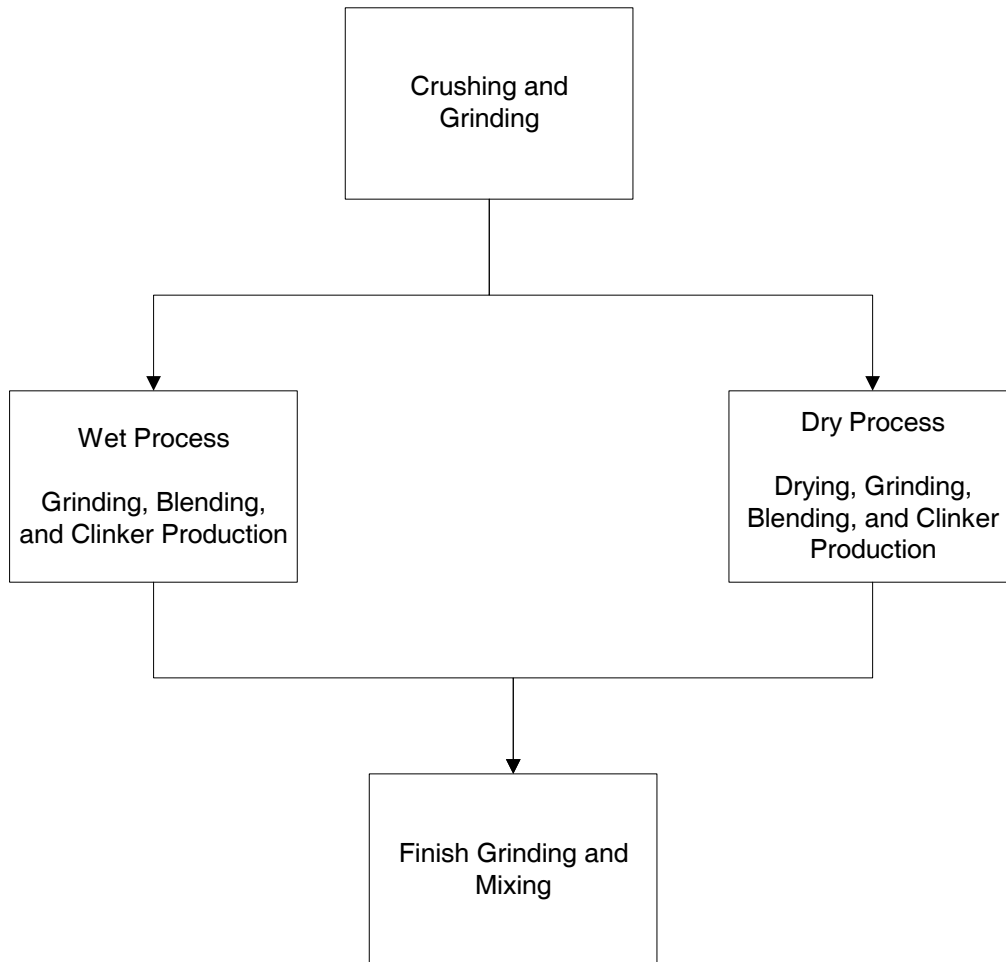 Crushing and
Grinding
Wet Process
Grinding, Blending,
and Clinker Production
Dry Process
Drying, Grinding,
Blending, and Clinker
Production
Finish Grinding and
Mixing